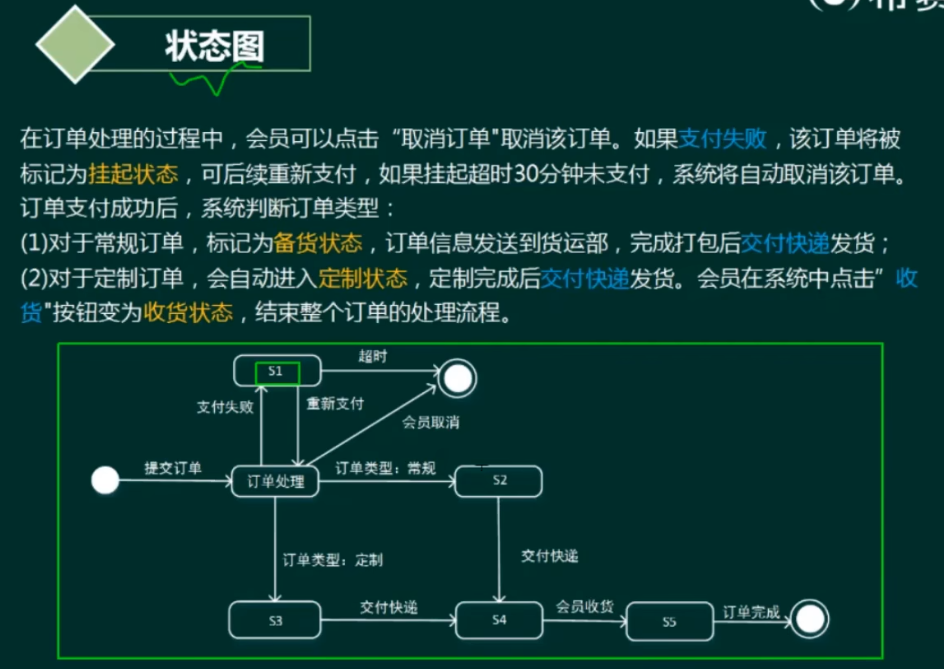 状态图
在订单处理的过程中，会员可以点击“取消订单"取消该订单。如果支付失败，该订单将被
标记为挂起状态，可后续重新支付，如果挂起超时30分钟未支付，系统将自动取消该订单。
订单支付成功后，系统判断订单类型：
(1)对于常规订单，标记为备货状态，订单信息发送到货运部，完成打包后交付快递发货；
(2)对于定制订单，会自动进入定制状态，定制完成后交付快递发货。会员在系统中点击”收
货"按钮变为收货状态，结束整个订单的处理流程。
超时
S1
支付失败
重新支付
会员取消
提交订单
订单处理
订单类型：常规
S2
订单类型：定制
交付快递
S3
交付快递
S4
会员收货
S5
订单完成